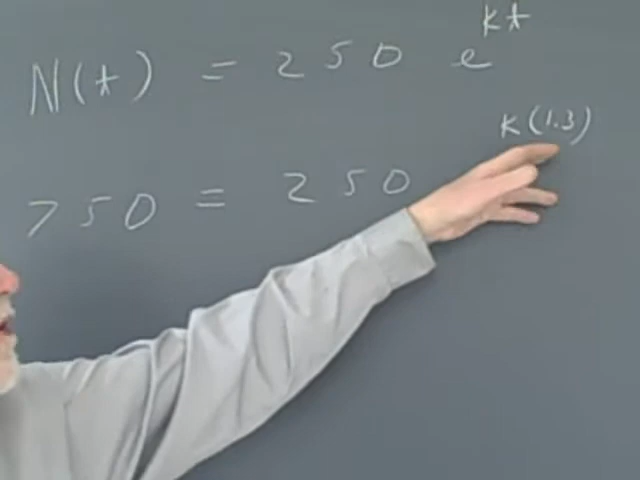 N(t) = 250 e^kt
750 = 250 ^k(1.3)